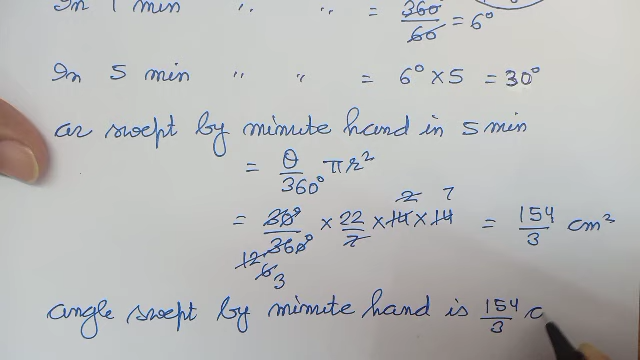 In 1 min " " = 360/60 = 6°
In 5 min " " = 6° × 5 = 30°
ar swept by minute hand in 5 min
= θ/360° πr²
= 30°/360° × 22/7 × 14 × 14 = 154/3 cm²
12 6 3 2 7
angle swept by minute hand is 154/3 c